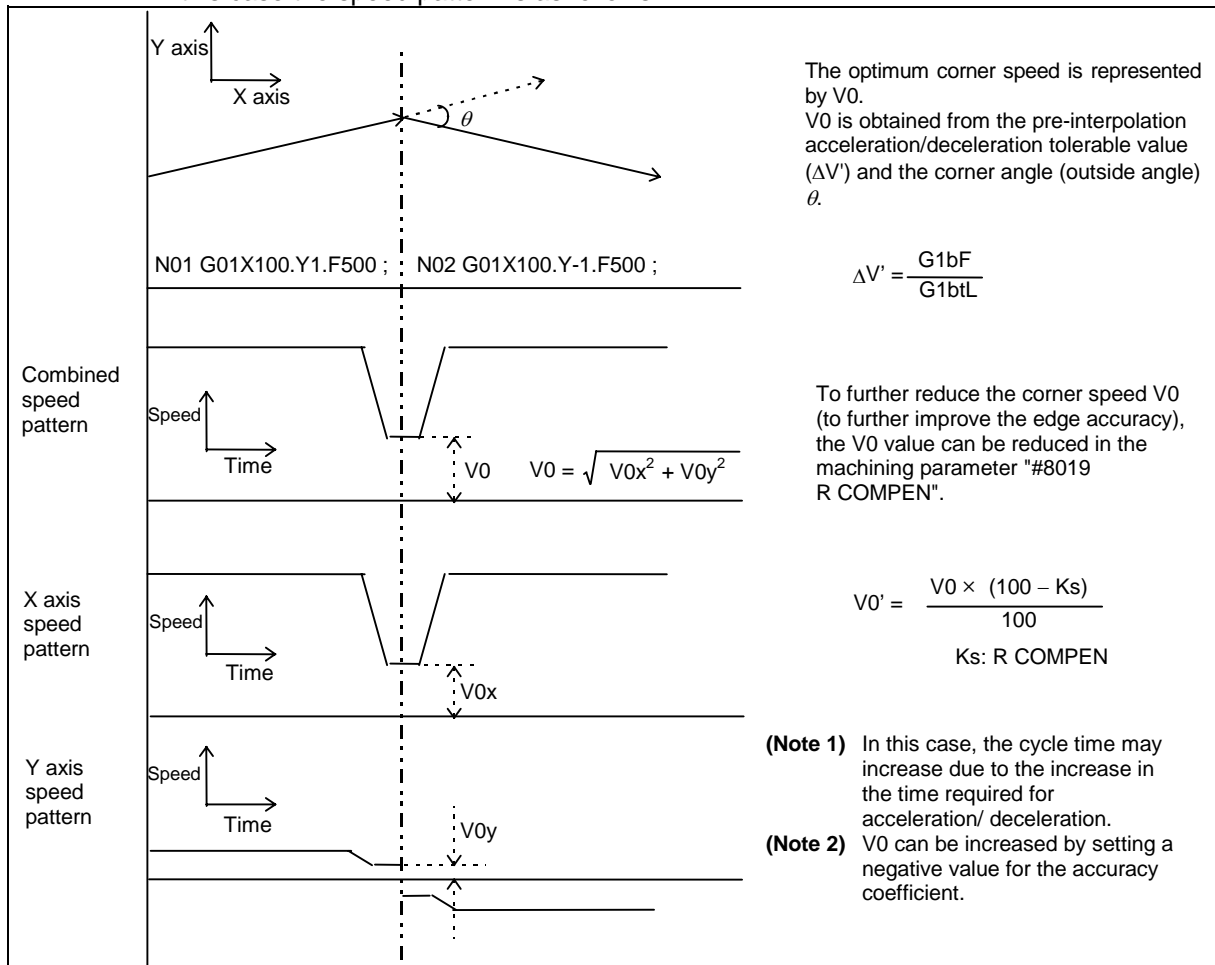 Y axis
X axis
θ
N01 G01X100.Y1.F500 ;
N02 G01X100.Y-1.F500 ;
Combined
speed
pattern
Speed
Time
V0
V0 = √ V0x² + V0y²
X axis
speed
pattern
Speed
Time
V0x
Y axis
speed
pattern
Speed
Time
V0y
The optimum corner speed is represented
by V0.
V0 is obtained from the pre-interpolation
acceleration/deceleration tolerable value
(ΔV') and the corner angle (outside angle)
θ.
ΔV' =
G1bF
G1btL
To further reduce the corner speed V0
(to further improve the edge accuracy),
the V0 value can be reduced in the
machining parameter "#8019
R COMPEN".
V0' =
V0 × (100 – Ks)
100
Ks: R COMPEN
(Note 1) In this case, the cycle time may
increase due to the increase in
the time required for
acceleration/ deceleration.
(Note 2) V0 can be increased by setting a
negative value for the accuracy
coefficient.